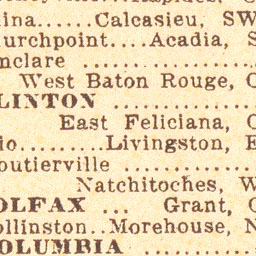 ina......Calcasieu, SW
urchpoint....Acadia, S
nclare ....................
West Baton Rouge, C
LINTON ................
East Feliciana, C
io.........Livingston, E
outierville ...............
Natchitoches, W
OLFAX ... Grant, C
ollinston..Morehouse, N
OLUMBIA ..............